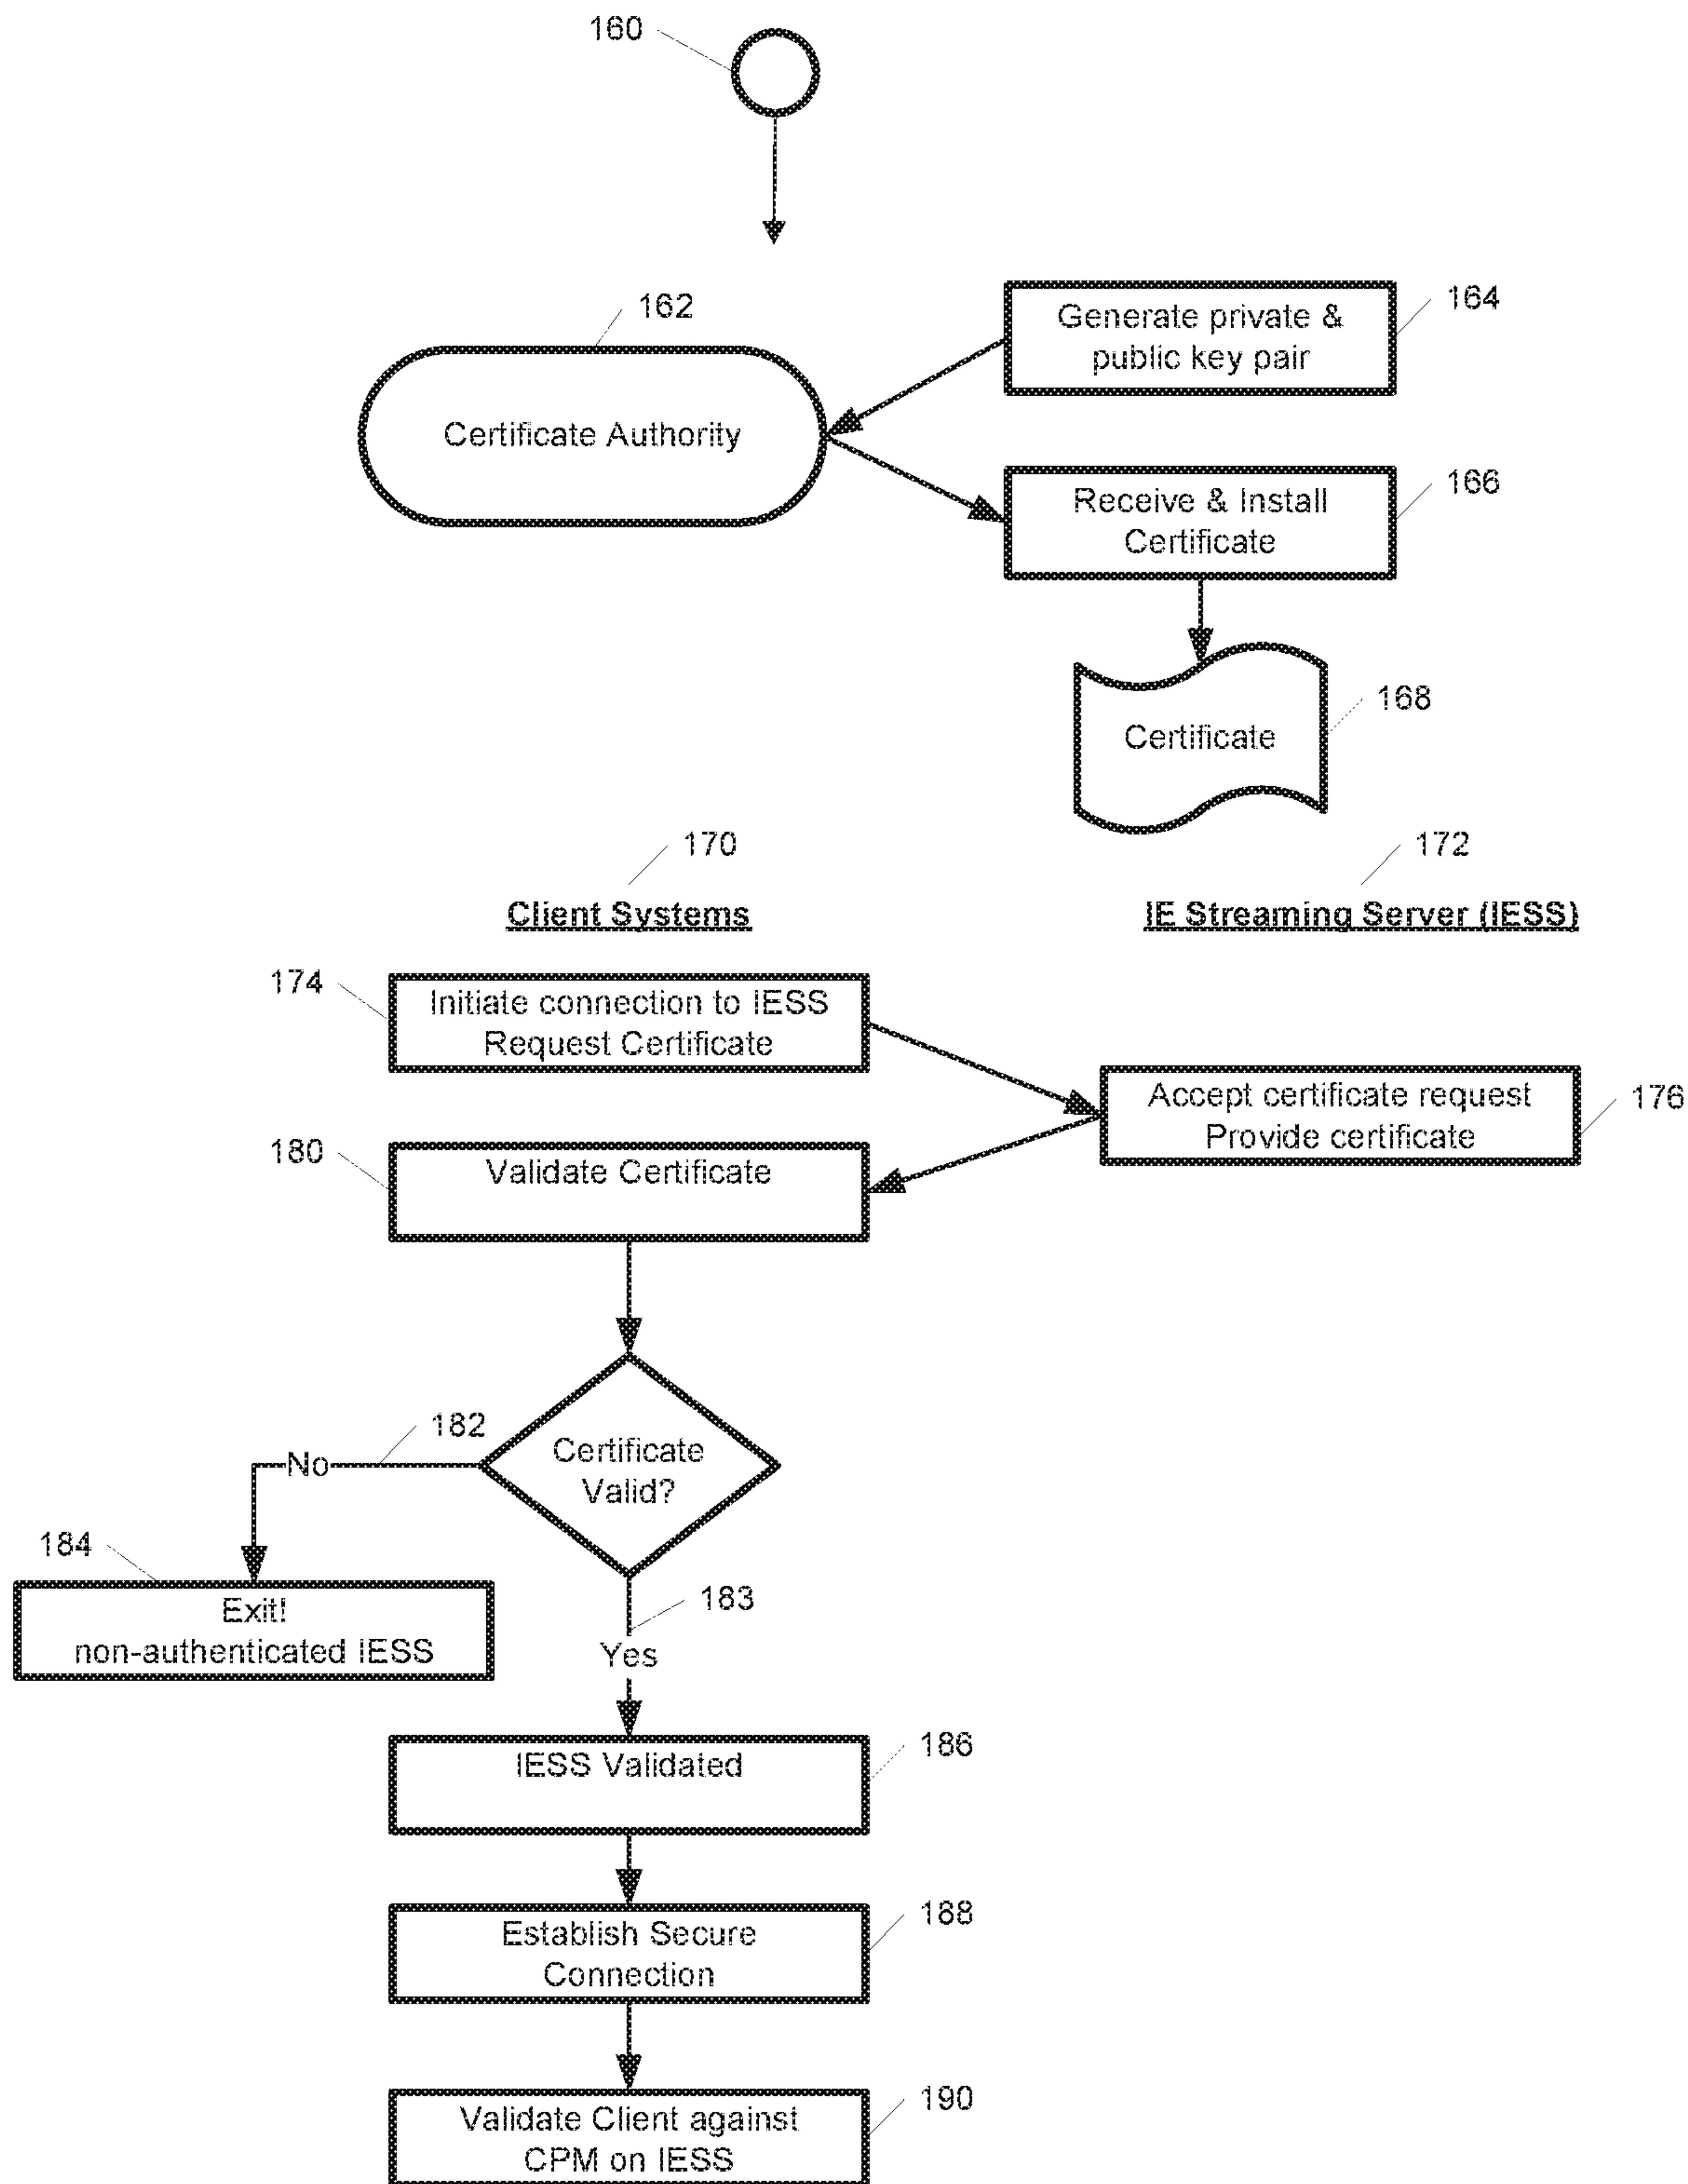 160
162
Generate private &
public key pair
164
Certificate Authority
Receive & Install
Certificate
166
Certificate
168
170
172
Client Systems
IE Streaming Server (IESS)
174
Initiate connection to IESS
Request Certificate
Accept certificate request
Provide certificate
176
180
Validate Certificate
182
No
Certificate
Valid?
184
Exit!
non-authenticated IESS
183
Yes
IESS Validated
186
Establish Secure
Connection
188
Validate Client against
CPM on IESS
190